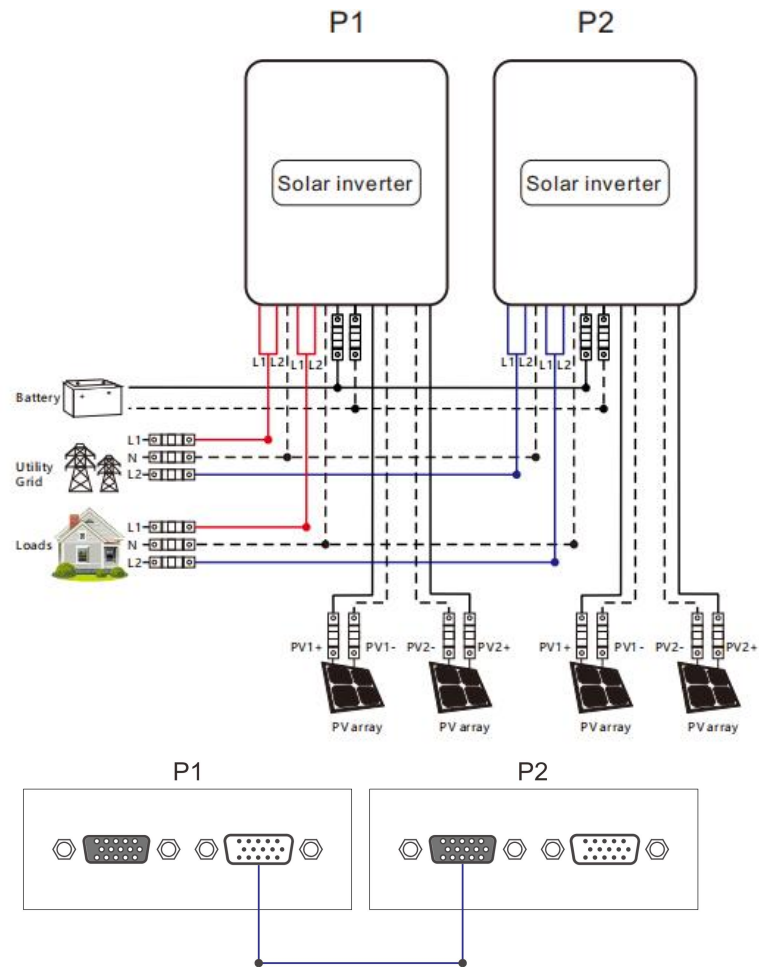 P1 P2
Solar inverter Solar inverter
L1 L2 L1 L2 L1 L2 L1 L2
Battery
L1
N
Utility
Grid
L2
L1
Loads N
L2
PV1+ PV1- PV2- PV2+ PV1+ PV1- PV2- PV2+
PV array PV array PV array PV array
P1 P2